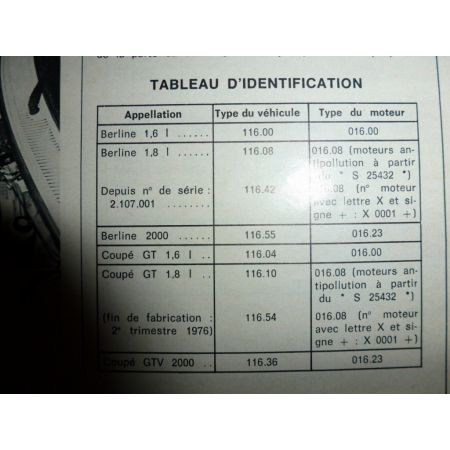 TABLEAU D'IDENTIFICATION
Appellation Type du véhicule Type du moteur
Berline 1,6 l ...... 116.00 016.00
Berline 1,8 l ...... 116.08 016.08 (moteurs an-
tipollution à partir
du * S 25432 *)
Depuis n° de série : 116.42 016.08 (n° moteur
2.107.001 ........ avec lettre X et si-
gne + : X 0001 +)
Berline 2000 ...... 116.55 016.23
Coupé GT 1,6 l .. 116.04 016.00
Coupé GT 1,8 l .. 116.10 016.08 (moteurs an-
tipollution à partir
du * S 25432 *)
(fin de fabrication : 116.54 016.08 (n° moteur
2e trimestre 1976) avec lettre X et si-
gne + : X 0001 +)
Coupé GTV 2000 .. 116.36 016.23